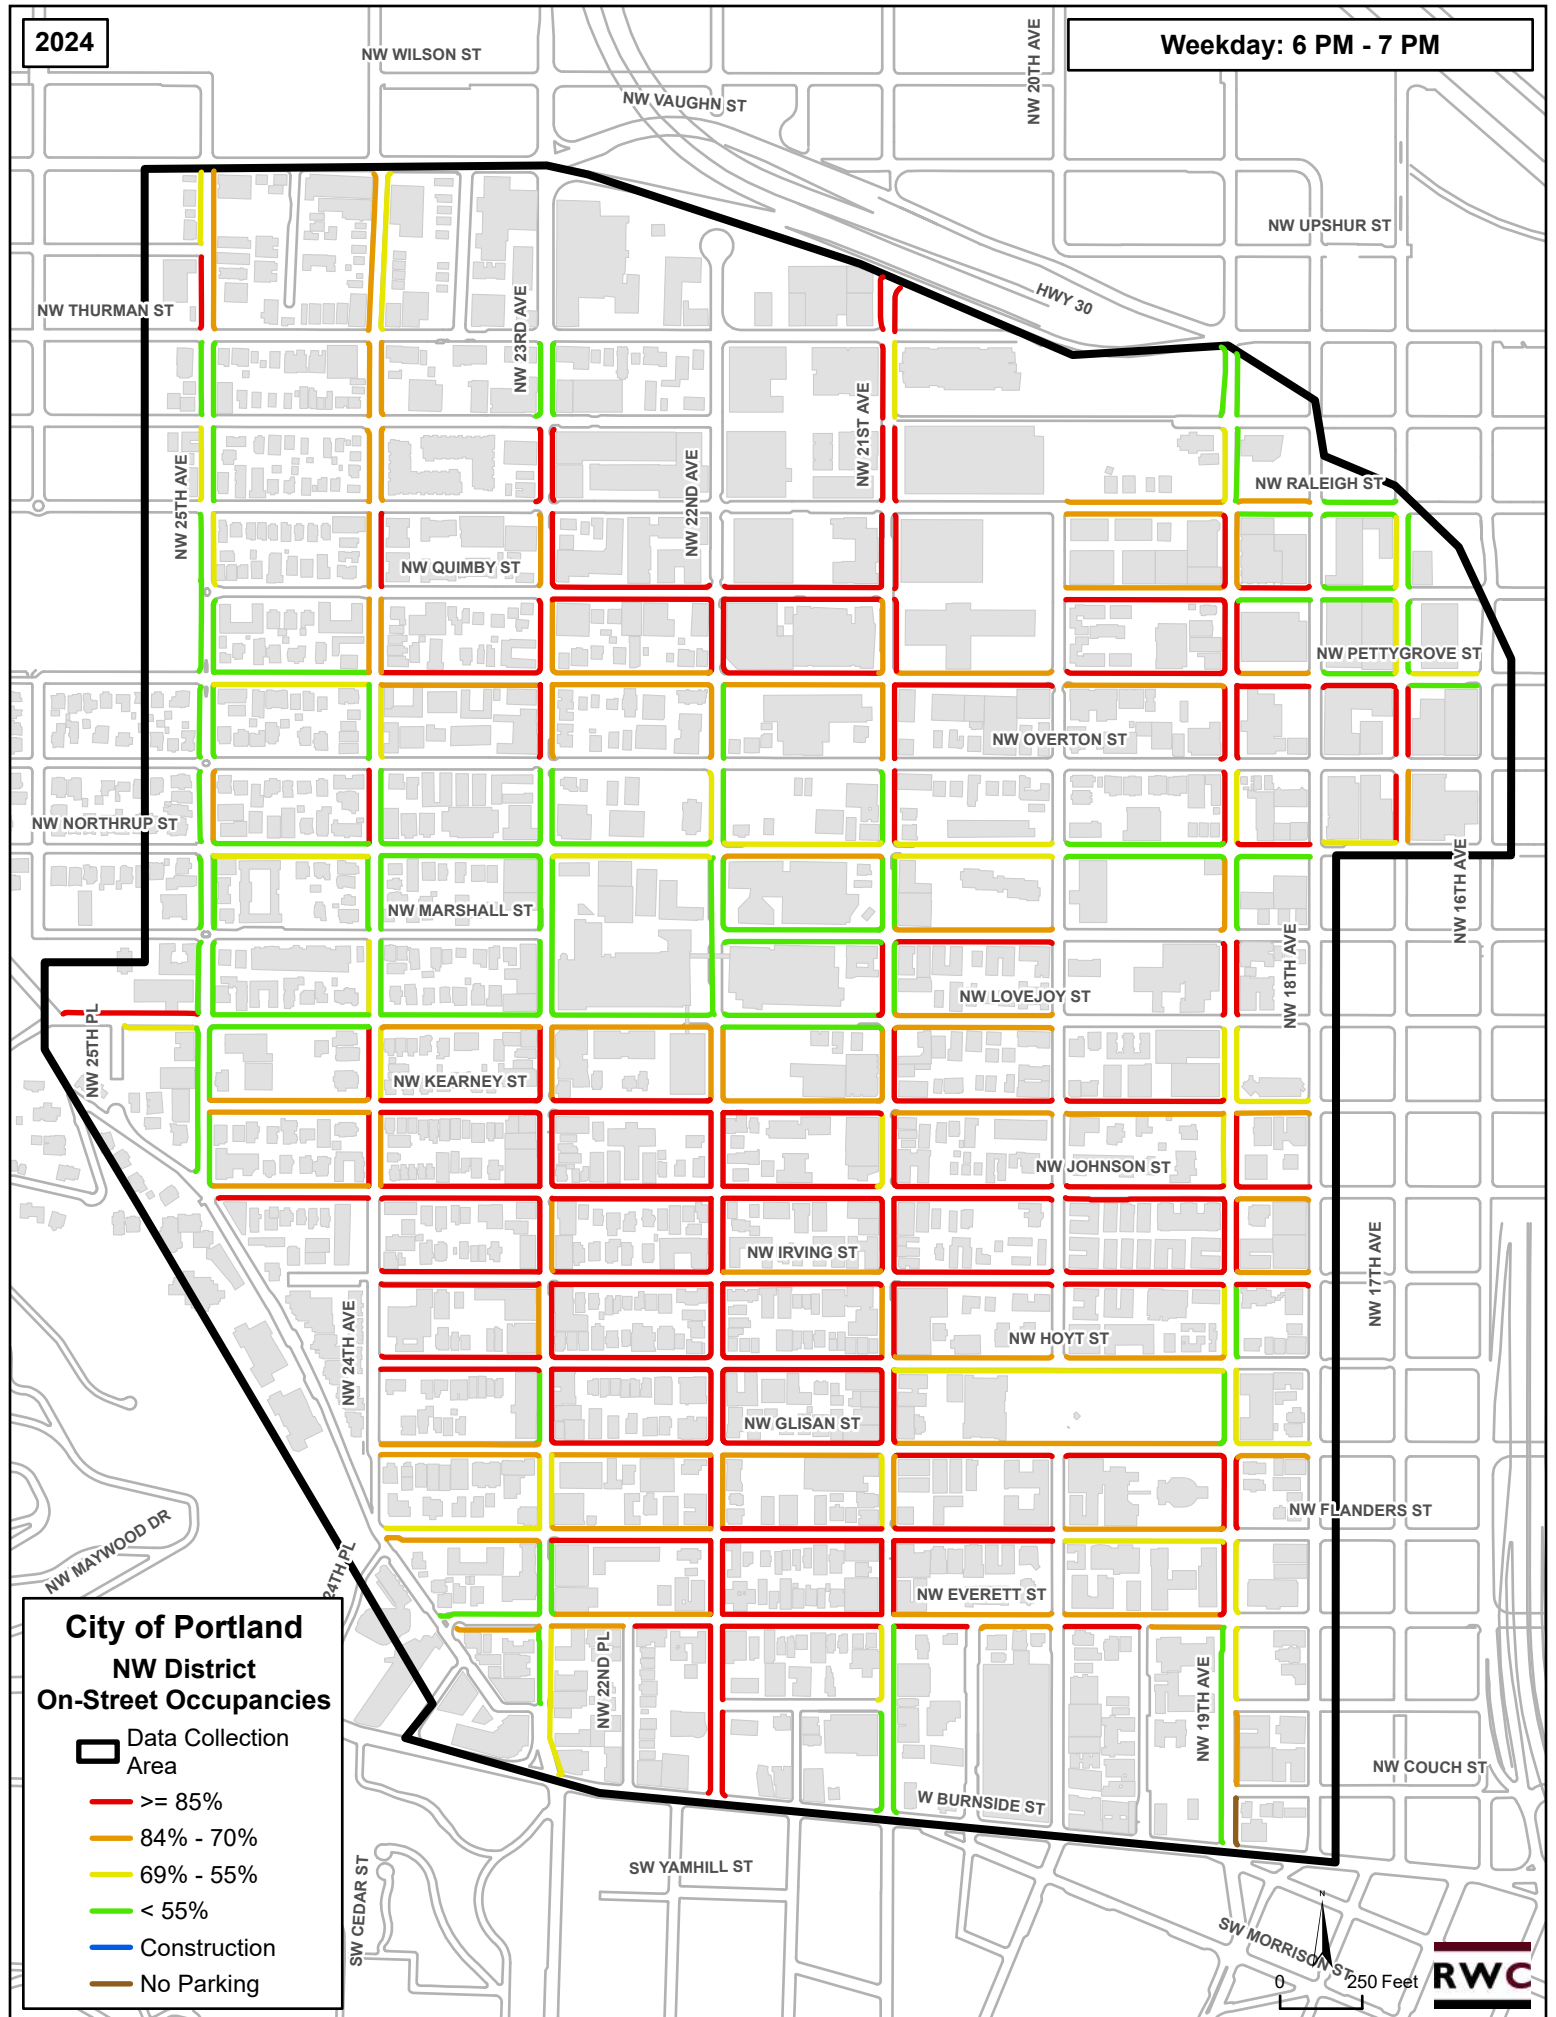 2024
Weekday: 6 PM - 7 PM
NW WILSON ST
NW 20TH AVE
NW VAUGHN ST
NW UPSHUR ST
NW THURMAN ST
HWY 30
NW 23RD AVE
NW 21ST AVE
NW 25TH AVE
NW 22ND AVE
NW RALEIGH ST
NW QUIMBY ST
NW PETTYGROVE ST
NW OVERTON ST
NW NORTHRUP ST
NW 16TH AVE
NW MARSHALL ST
NW 18TH AVE
NW LOVEJOY ST
NW 25TH PL
NW KEARNEY ST
NW JOHNSON ST
NW IRVING ST
NW 17TH AVE
NW 24TH AVE
NW HOYT ST
NW GLISAN ST
NW FLANDERS ST
NW MAYWOOD DR
24TH PL
NW EVERETT ST
NW 22ND PL
NW 19TH AVE
NW COUCH ST
W BURNSIDE ST
SW YAMHILL ST
SW CEDAR ST
SW MORRISON ST
City of Portland
NW District
On-Street Occupancies
Data Collection
Area
>= 85%
84% - 70%
69% - 55%
< 55%
Construction
No Parking
N
0 250 Feet
RWC